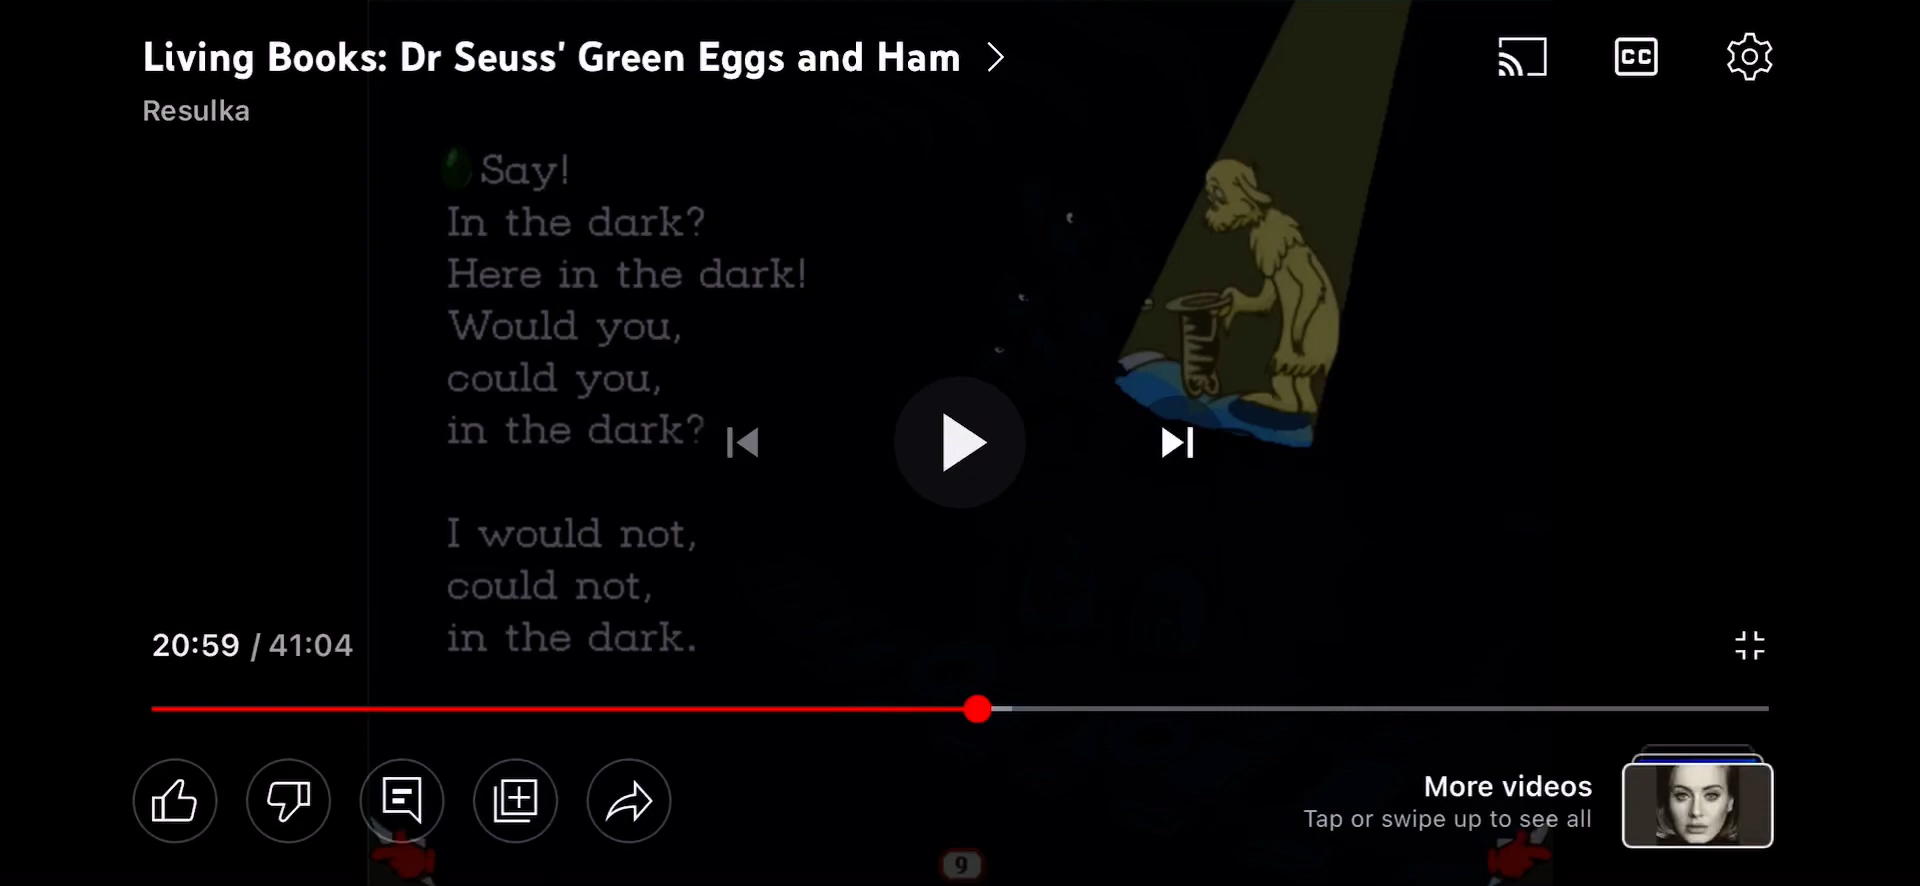 Living Books: Dr Seuss' Green Eggs and Ham
CC
Resulka
Say!
In the dark?
Here in the dark!
Would you,
could you,
in the dark?
I would not,
could not,
in the dark.
20:59 / 41:04
More videos
Tap or swipe up to see all
9